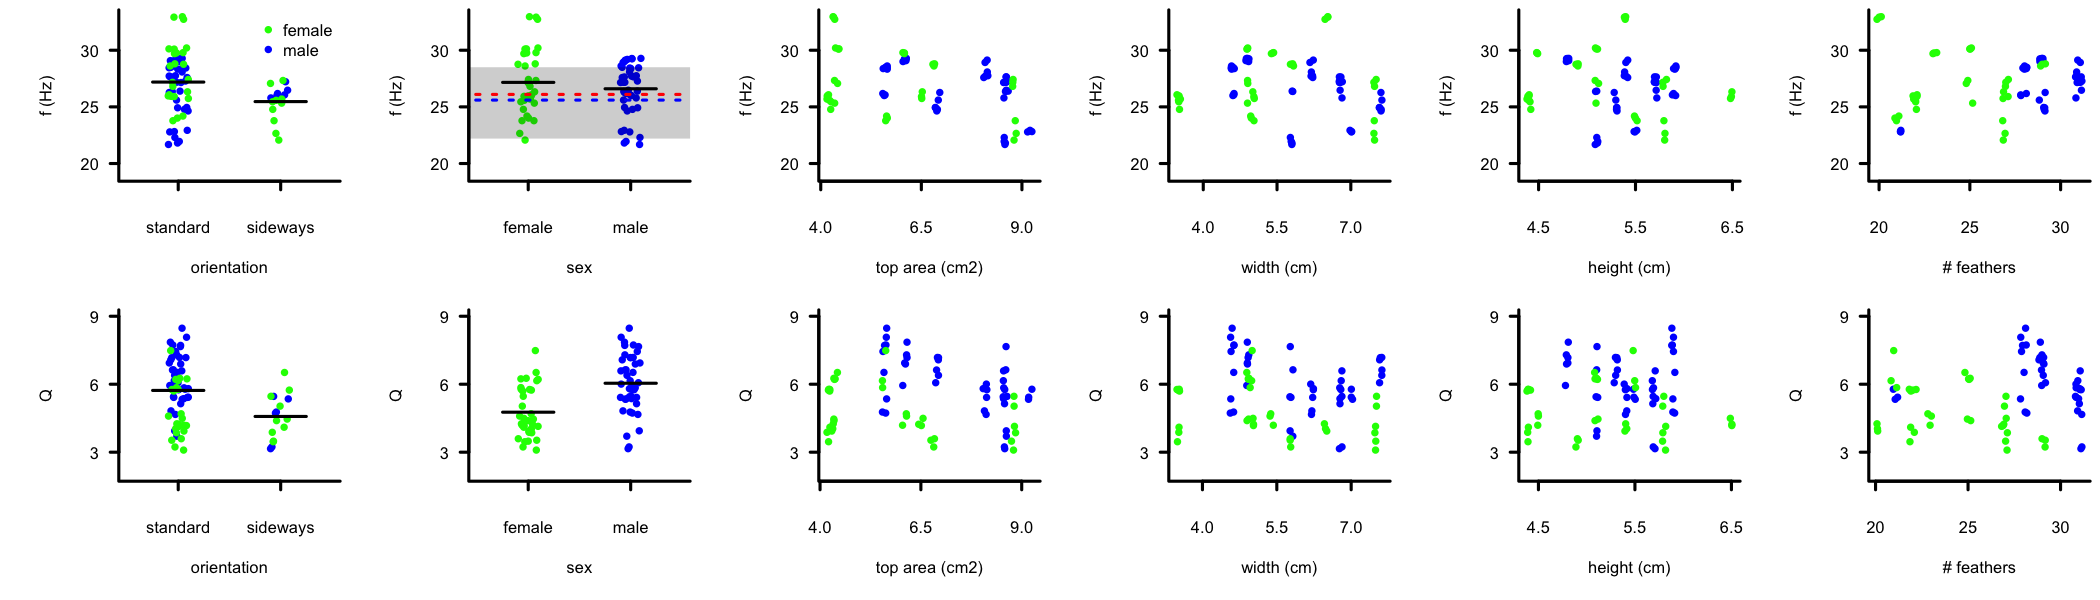 f (Hz)
30
25
20
female
male
standard
sideways
orientation
f (Hz)
30
25
20
female
male
sex
f (Hz)
30
25
20
4.0
6.5
9.0
top area (cm2)
f (Hz)
30
25
20
4.0
5.5
7.0
width (cm)
f (Hz)
30
25
20
4.5
5.5
6.5
height (cm)
f (Hz)
30
25
20
20
25
30
# feathers
Q
9
6
3
standard
sideways
orientation
Q
9
6
3
female
male
sex
Q
9
6
3
4.0
6.5
9.0
top area (cm2)
Q
9
6
3
4.0
5.5
7.0
width (cm)
Q
9
6
3
4.5
5.5
6.5
height (cm)
Q
9
6
3
20
25
30
# feathers